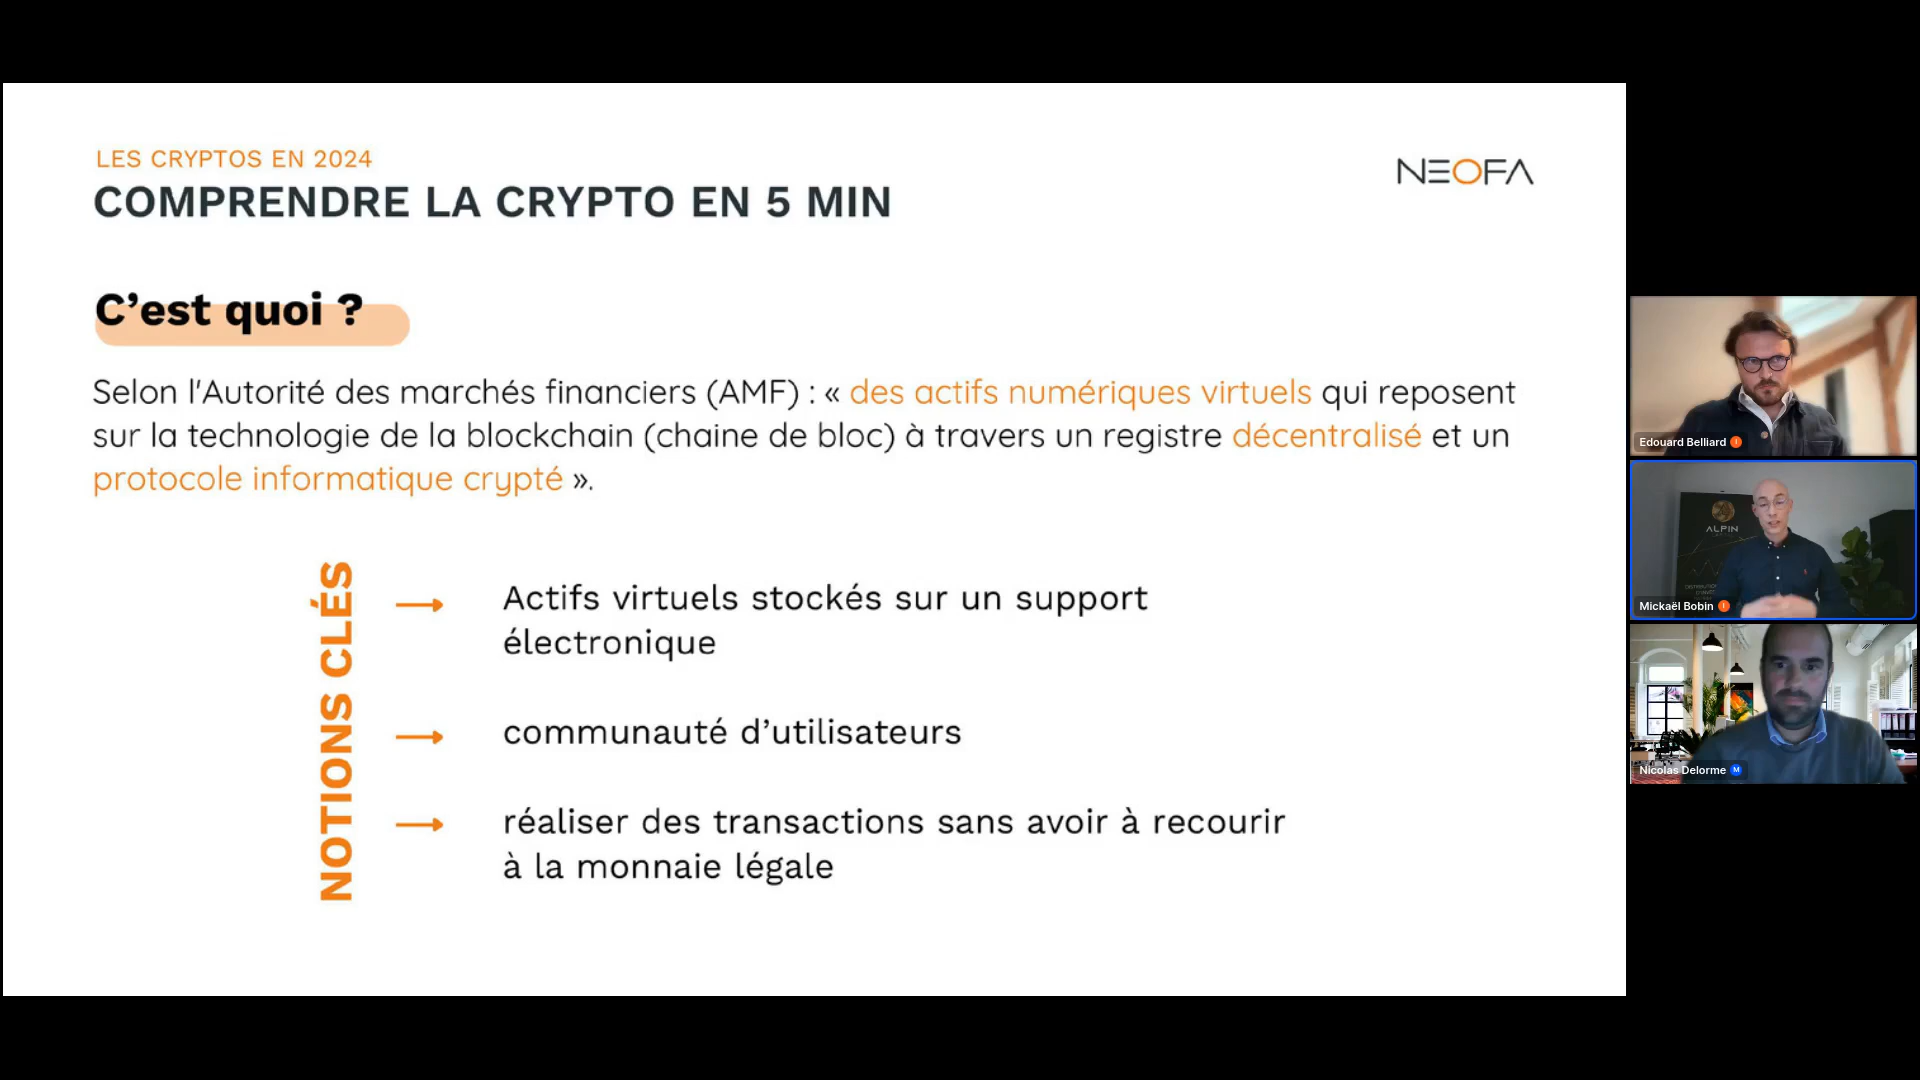 LES CRYPTOS EN 2024
COMPRENDRE LA CRYPTO EN 5 MIN
NEOFA
C’est quoi ?
Selon l'Autorité des marchés financiers (AMF) : « des actifs numériques virtuels qui reposent
sur la technologie de la blockchain (chaine de bloc) à travers un registre décentralisé et un
protocole informatique crypté ».
NOTIONS CLÉS
Actifs virtuels stockés sur un support
électronique
communauté d’utilisateurs
réaliser des transactions sans avoir à recourir
à la monnaie légale
Edouard Belliard
ALPIN
Mickaël Bobin
Nicolas Delorme M